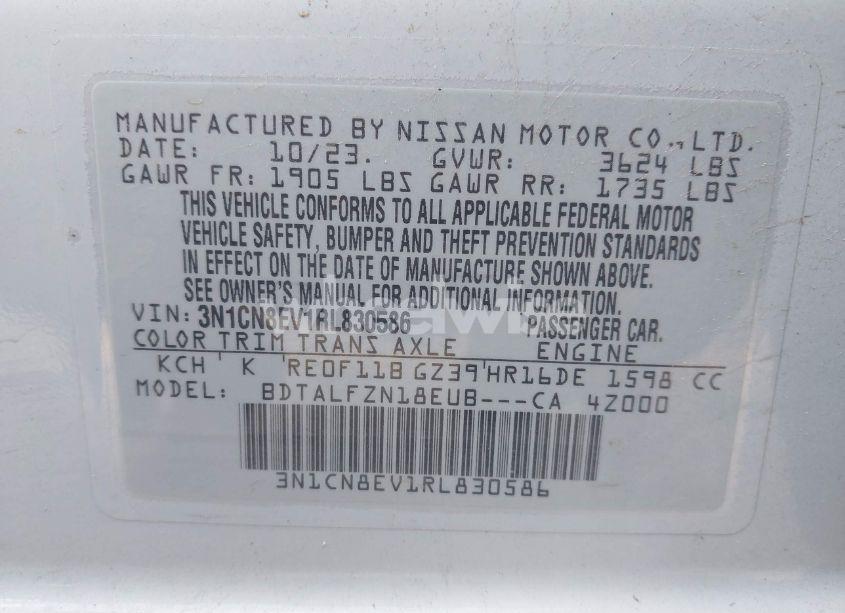 MANUFACTURED BY NISSAN MOTOR CO., LTD.
DATE: 10/23. GVWR: 3624 LBS
GAWR FR: 1905 LBS GAWR RR: 1735 LBS
THIS VEHICLE CONFORMS TO ALL APPLICABLE FEDERAL MOTOR
VEHICLE SAFETY, BUMPER AND THEFT PREVENTION STANDARDS
IN EFFECT ON THE DATE OF MANUFACTURE SHOWN ABOVE.
SEE OWNER'S MANUAL FOR ADDITIONAL INFORMATION.
VIN: 3N1CN8EV1RL830586 PASSENGER CAR.
COLOR TRIM TRANS AXLE ENGINE
KCH K RE0F11B GZ39 HR16DE 1598 CC
MODEL: BDTALFZN18EUB---CA 4Z000
3N1CN8EV1RL830586